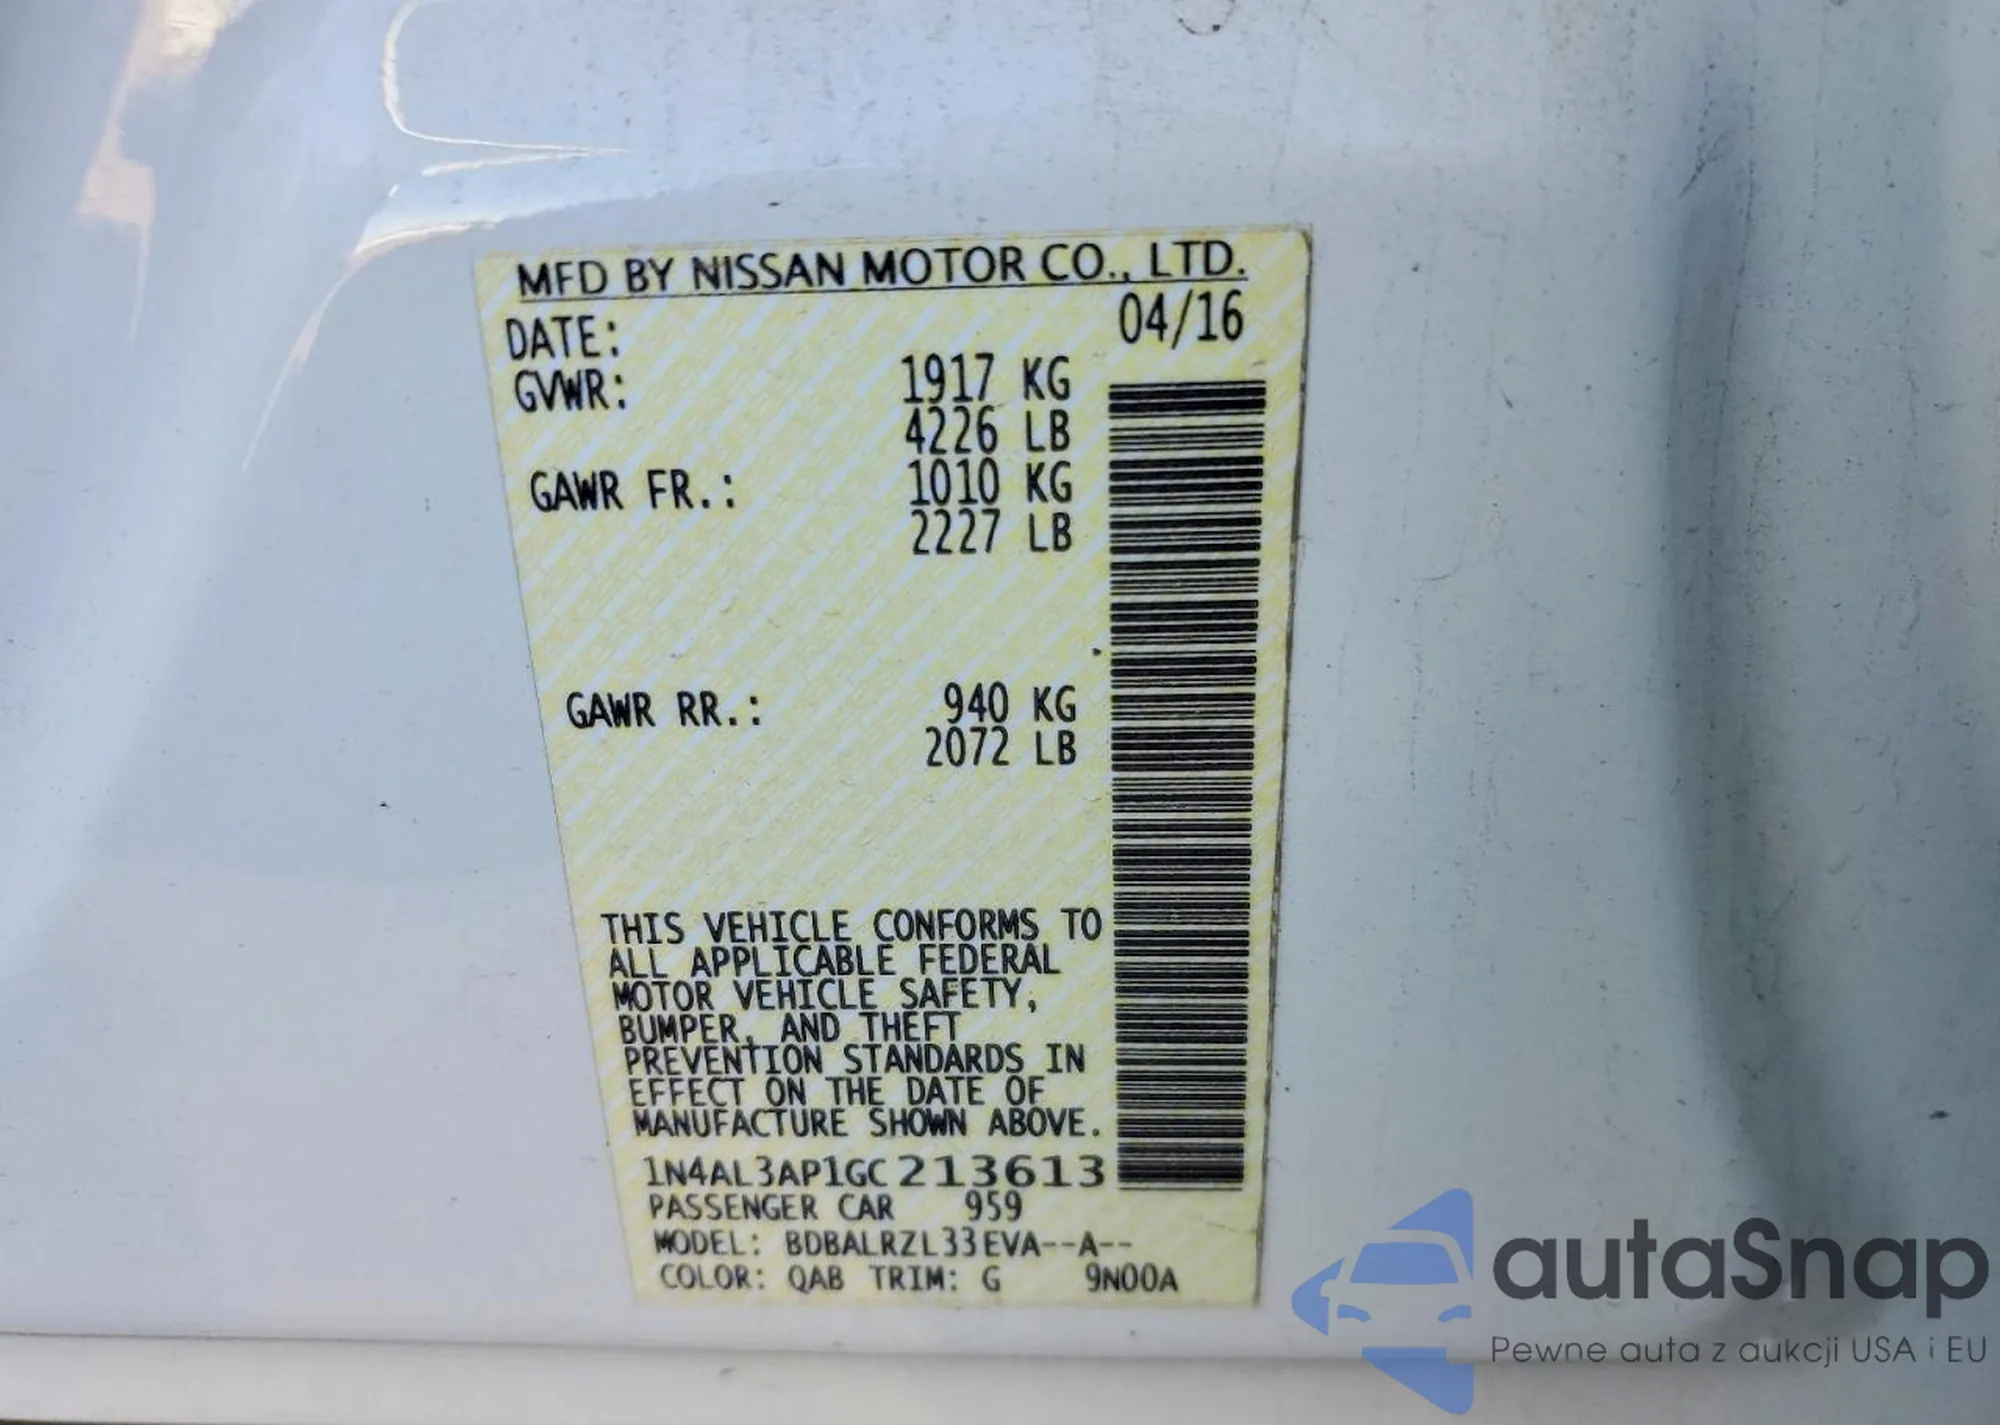 MFD BY NISSAN MOTOR CO., LTD.
DATE: 04/16
GVWR: 1917 KG
4226 LB
GAWR FR.: 1010 KG
2227 LB
GAWR RR.: 940 KG
2072 LB
THIS VEHICLE CONFORMS TO
ALL APPLICABLE FEDERAL
MOTOR VEHICLE SAFETY,
BUMPER, AND THEFT
PREVENTION STANDARDS IN
EFFECT ON THE DATE OF
MANUFACTURE SHOWN ABOVE.
1N4AL3AP1GC213613
PASSENGER CAR 959
MODEL: BDBALRZL33EVA--A--
COLOR: QAB TRIM: G 9N00A
autaSnap
Pewne auta z aukcji USA i EU